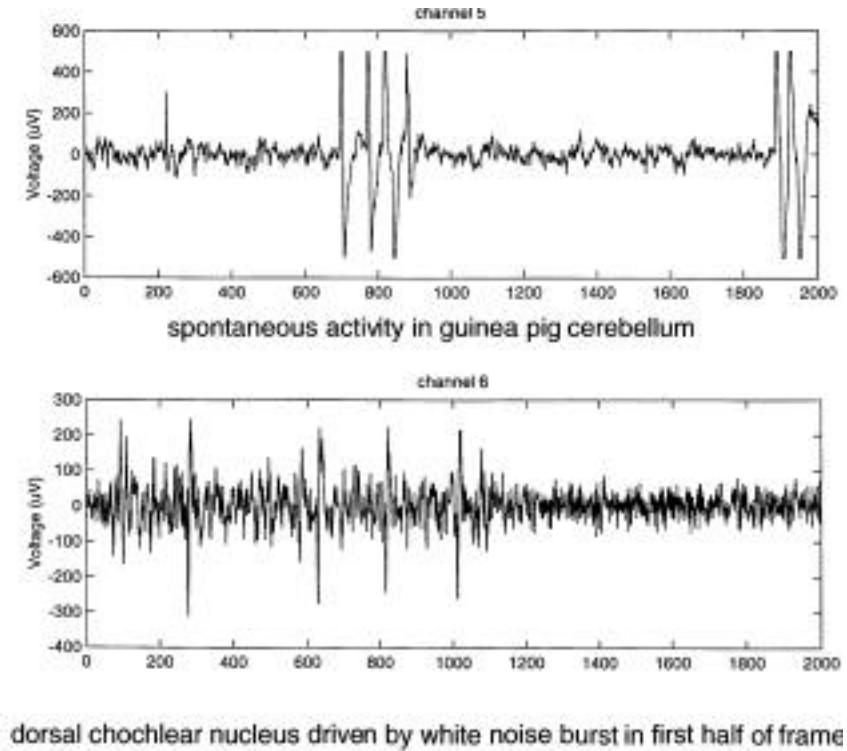 channel 5
600
400
200
0
-200
-400
-600
Voltage (uV)
0 200 400 600 800 1000 1200 1400 1600 1800 2000
spontaneous activity in guinea pig cerebellum
channel 6
300
200
100
0
-100
-200
-300
-400
Voltage (uV)
0 200 400 600 800 1000 1200 1400 1600 1800 2000
dorsal chochlear nucleus driven by white noise burst in first half of frame